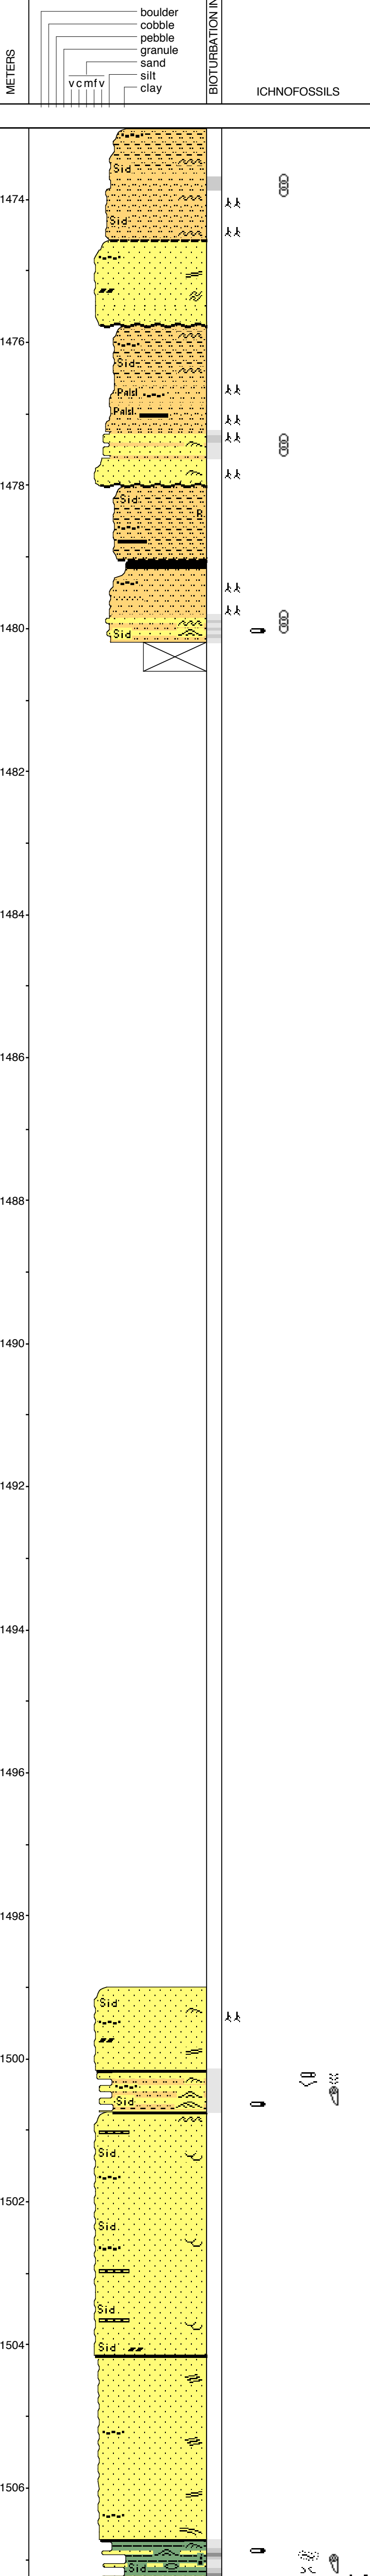 boulder
cobble
pebble
granule
sand
v c m f v
silt
clay
METERS
BIOTURBATION IN
ICHNOFOSSILS
Sid
1474
Sid
1476
Sid
Palsl
Palsl
1478
Sid
R
1480
Sid
1482
1484
1486
1488
1490
1492
1494
1496
1498
Sid
1500
Sid
Sid
1502
Sid
Sid
1504
Sid
1506
Sid